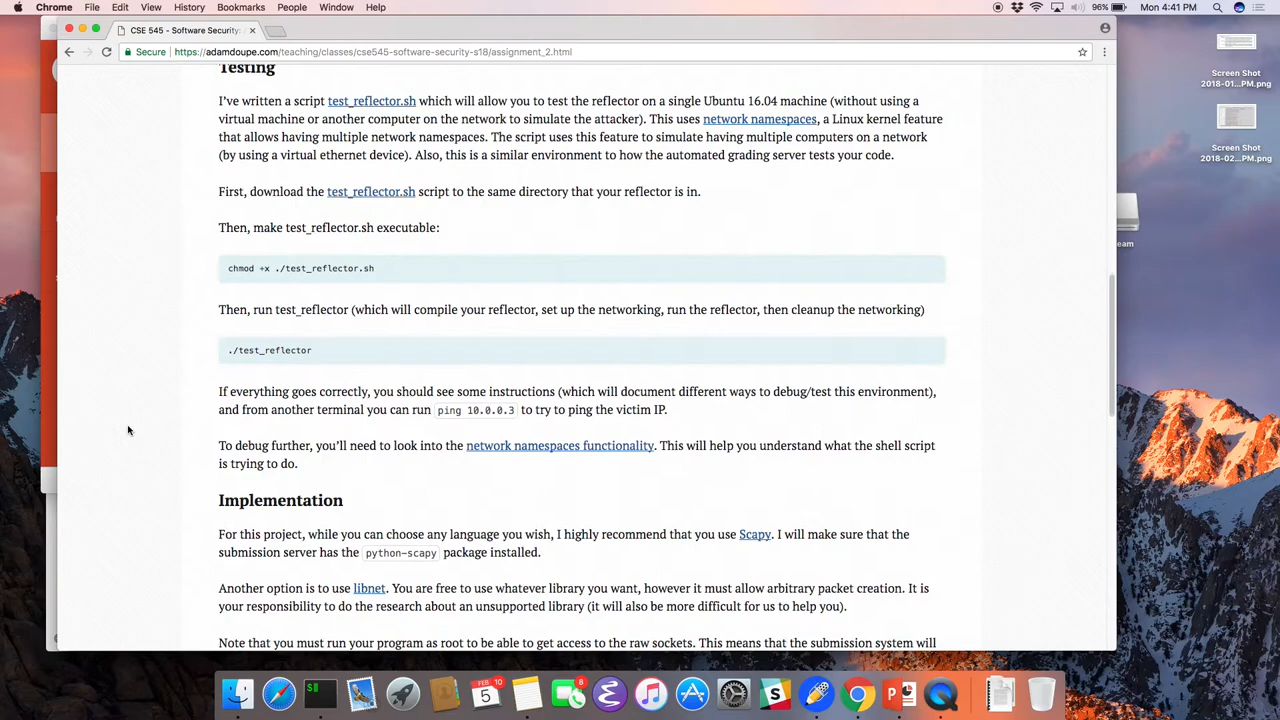 Chrome File Edit View History Bookmarks People Window Help 96% Mon 4:41 PM
CSE 545 - Software Security:
Secure https://adamdoupe.com/teaching/classes/cse545-software-security-s18/assignment_2.html
Testing
I've written a script test_reflector.sh which will allow you to test the reflector on a single Ubuntu 16.04 machine (without using a
virtual machine or another computer on the network to simulate the attacker). This uses network namespaces, a Linux kernel feature
that allows having multiple network namespaces. The script uses this feature to simulate having multiple computers on a network
(by using a virtual ethernet device). Also, this is a similar environment to how the automated grading server tests your code.
First, download the test_reflector.sh script to the same directory that your reflector is in.
Then, make test_reflector.sh executable:
chmod +x ./test_reflector.sh
Then, run test_reflector (which will compile your reflector, set up the networking, run the reflector, then cleanup the networking)
./test_reflector
If everything goes correctly, you should see some instructions (which will document different ways to debug/test this environment),
and from another terminal you can run ping 10.0.0.3 to try to ping the victim IP.
To debug further, you'll need to look into the network namespaces functionality. This will help you understand what the shell script
is trying to do.
Implementation
For this project, while you can choose any language you wish, I highly recommend that you use Scapy. I will make sure that the
submission server has the python-scapy package installed.
Another option is to use libnet. You are free to use whatever library you want, however it must allow arbitrary packet creation. It is
your responsibility to do the research about an unsupported library (it will also be more difficult for us to help you).
Note that you must run your program as root to be able to get access to the raw sockets. This means that the submission system will
Screen Shot
2018-01...PM.png
Screen Shot
2018-02...PM.png
eam
FEB 10
5
8